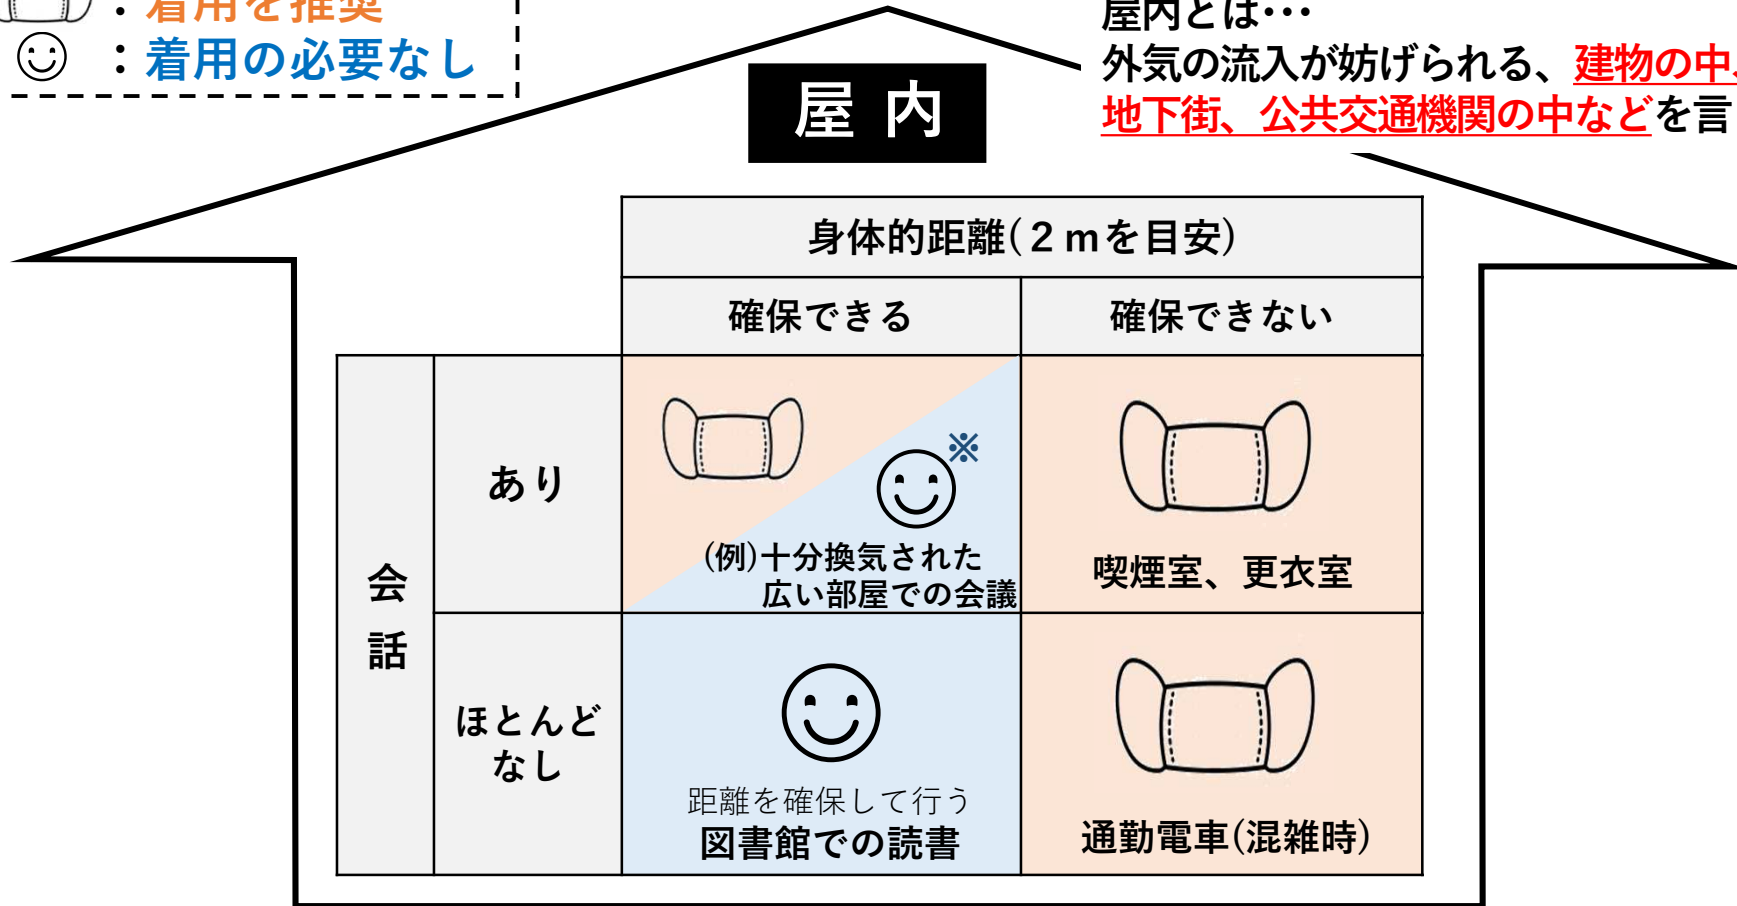 ：着用を推奨
：着用の必要なし
屋内とは･･･
外気の流入が妨げられる、建物の中、
地下街、公共交通機関の中などを言
屋 内
身体的距離(２ｍを目安)
確保できる
確保できない
会話
あり
※
(例)十分換気された
広い部屋での会議
喫煙室、更衣室
ほとんど
なし
距離を確保して行う
図書館での読書
通勤電車(混雑時)